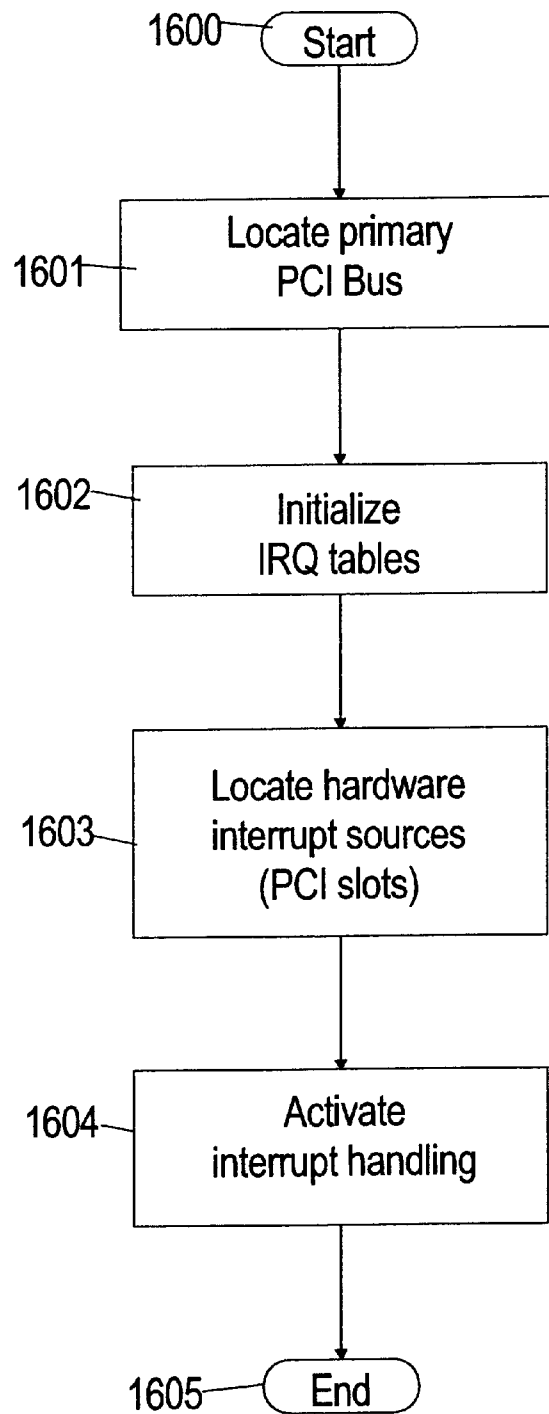 1600
Start
1601
Locate primary
PCI Bus
1602
Initialize
IRQ tables
1603
Locate hardware
interrupt sources
(PCI slots)
1604
Activate
interrupt handling
1605
End